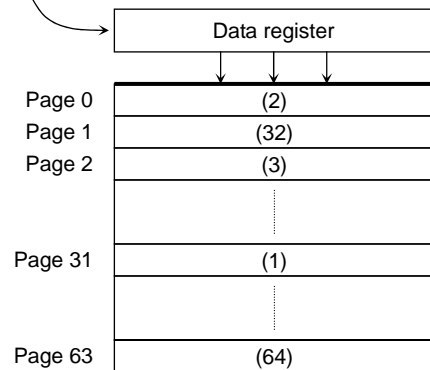 Data register
Page 0 (2)
Page 1 (32)
Page 2 (3)
Page 31 (1)
Page 63 (64)